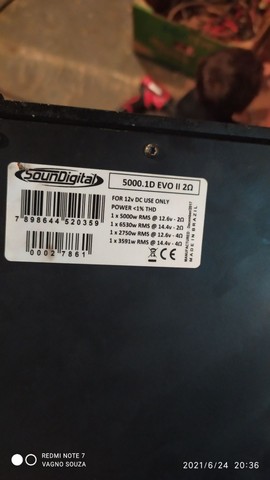 SounDigital
5000.1D EVO II 2Ω
FOR 12v DC USE ONLY
POWER <1% THD
1 x 5000w RMS @ 12.6v - 2Ω
1 x 6530w RMS @ 14.4v - 2Ω
1 x 2750w RMS @ 12.6v - 4Ω
1 x 3591w RMS @ 14.4v - 4Ω
7 898644 520359
0002 7861
CE
MADE IN BRAZIL
REDMI NOTE 7
VAGNO SOUZA
2021/6/24 20:36